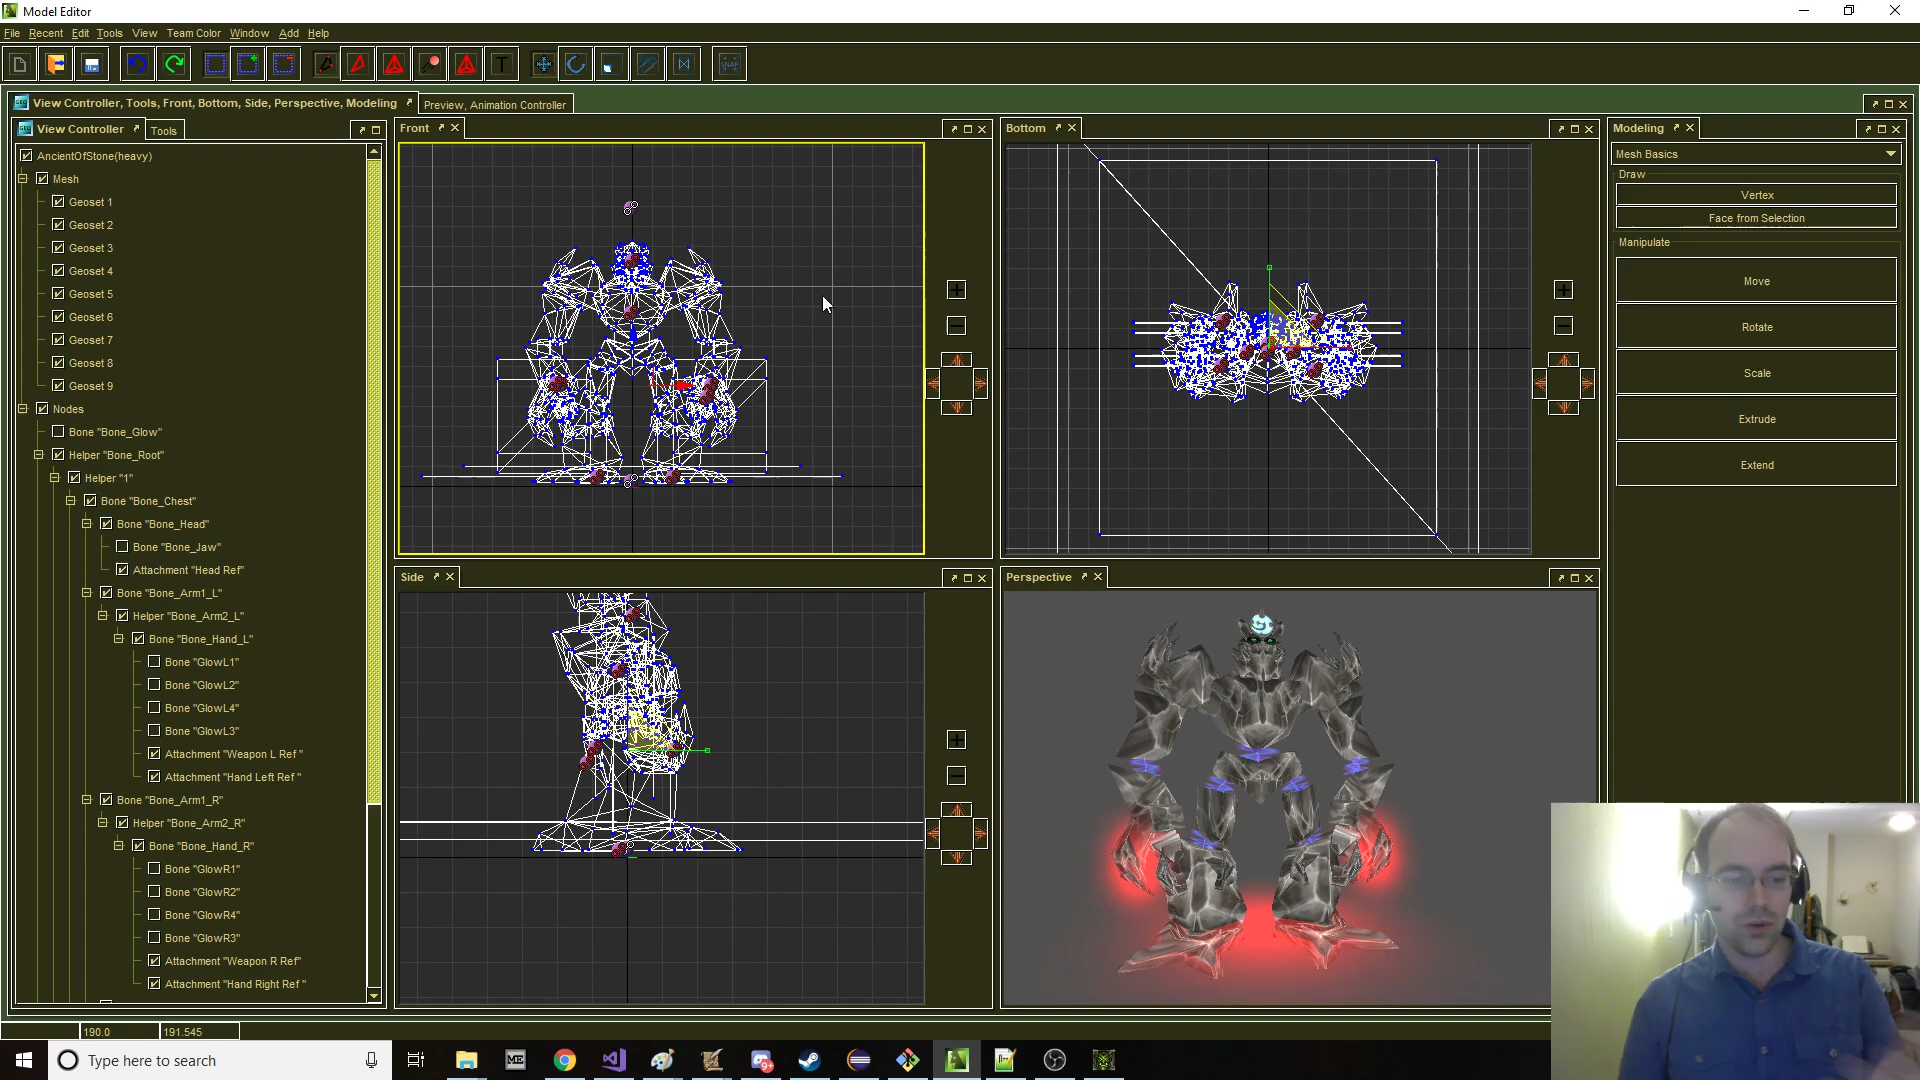 Model Editor
File Recent Edit Tools View Team Color Window Add Help
T
SNAP
View Controller, Tools, Front, Bottom, Side, Perspective, Modeling
Preview, Animation Controller
View Controller
Tools
AncientOfStone(heavy)
Mesh
Geoset 1
Geoset 2
Geoset 3
Geoset 4
Geoset 5
Geoset 6
Geoset 7
Geoset 8
Geoset 9
Nodes
Bone "Bone_Glow"
Helper "Bone_Root"
Helper "1"
Bone "Bone_Chest"
Bone "Bone_Head"
Bone "Bone_Jaw"
Attachment "Head Ref"
Bone "Bone_Arm1_L"
Helper "Bone_Arm2_L"
Bone "Bone_Hand_L"
Bone "GlowL1"
Bone "GlowL2"
Bone "GlowL4"
Bone "GlowL3"
Attachment "Weapon L Ref "
Attachment "Hand Left Ref "
Bone "Bone_Arm1_R"
Helper "Bone_Arm2_R"
Bone "Bone_Hand_R"
Bone "GlowR1"
Bone "GlowR2"
Bone "GlowR4"
Bone "GlowR3"
Attachment "Weapon R Ref"
Attachment "Hand Right Ref "
Front
Bottom
Side
Perspective
Modeling
Mesh Basics
Draw
Vertex
Face from Selection
Manipulate
Move
Rotate
Scale
Extrude
Extend
190.0
191.545
Type here to search
ME
9+